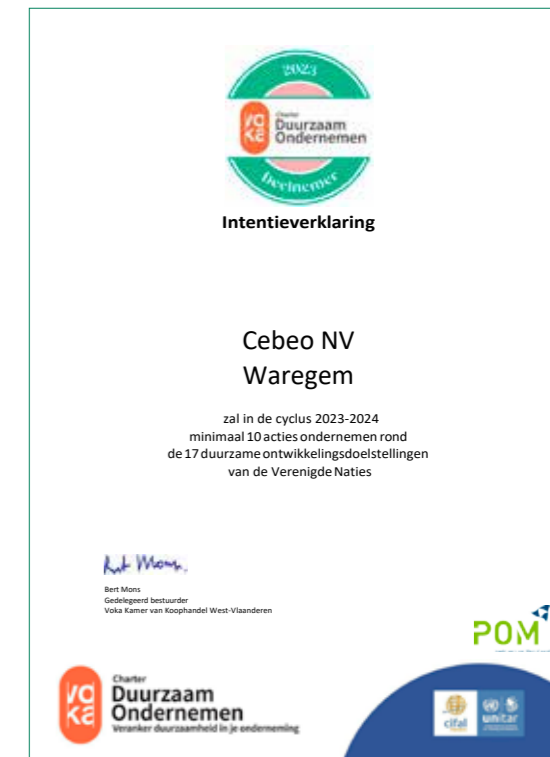 2023
voka
Charter
Duurzaam
Ondernemen
Deelnemer
Intentieverklaring
Cebeo NV
Waregem
zal in de cyclus 2023-2024
minimaal 10 acties ondernemen rond
de 17 duurzame ontwikkelingsdoelstellingen
van de Verenigde Naties
Bert Mons
Gedelegeerd bestuurder
Voka Kamer van Koophandel West-Vlaanderen
POM
voka
Charter
Duurzaam
Ondernemen
Veranker duurzaamheid in je onderneming
cifal
unitar